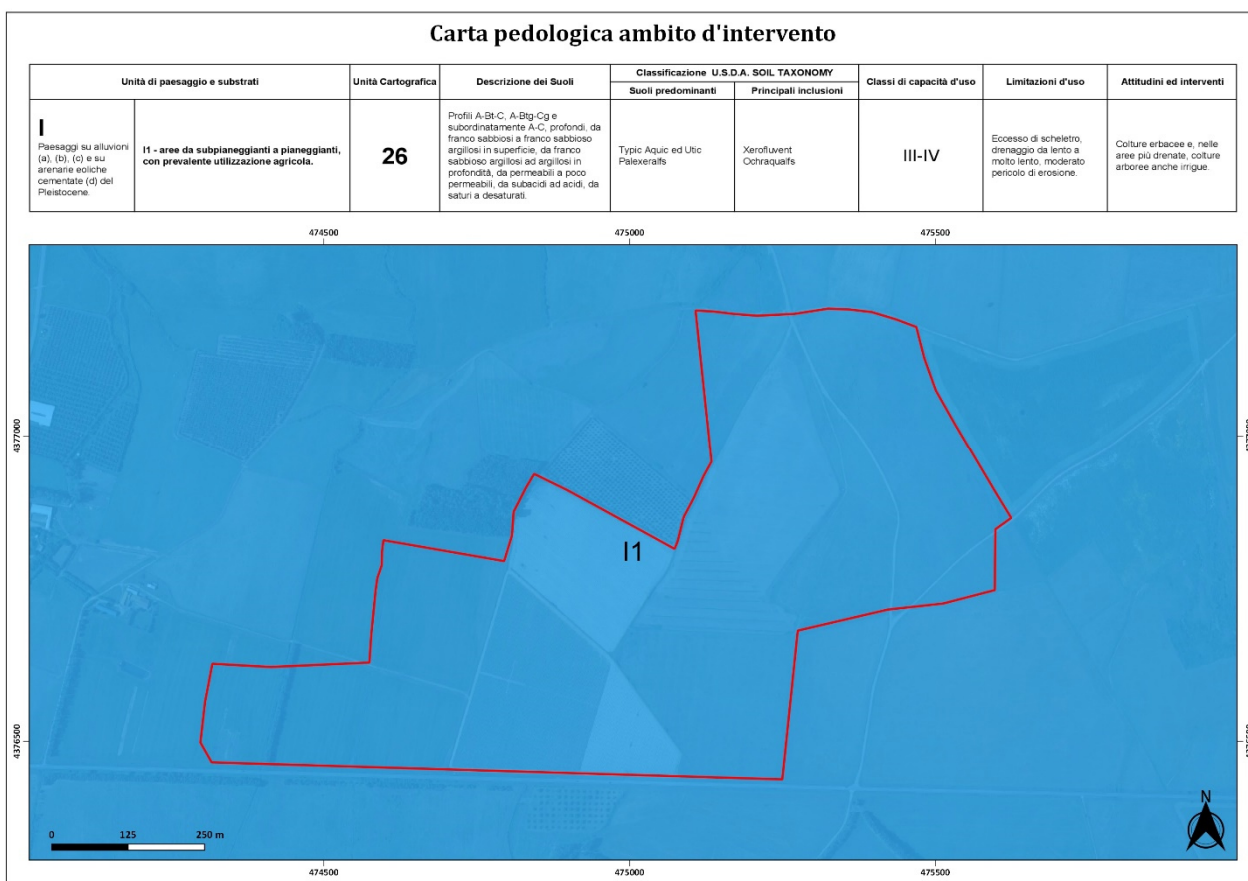 Carta pedologica ambito d'intervento
Unità di paesaggio e substrati
Unità Cartografica
Descrizione dei Suoli
Classificazione U.S.D.A. SOIL TAXONOMY
Suoli predominanti
Principali inclusioni
Classi di capacità d'uso
Limitazioni d'uso
Attitudini ed interventi
I
Paesaggi su alluvioni
(a), (b), (c) e su
arenarie eoliche
cementate (d) del
Pleistocene.
I1 - aree da subpianeggianti a pianeggianti,
con prevalente utilizzazione agricola.
26
Profili A-Bt-C, A-Btg-Cg e
subordinatamente A-C, profondi, da
franco sabbiosi a franco sabbioso
argillosi in superficie, da franco
sabbioso argillosi ad argillosi in
profondità, da permeabili a poco
permeabili, da subacidi ad acidi, da
saturi a desaturati.
Typic Aquic ed Utic
Palexeralfs
Xerofluvent
Ochraqualfs
III-IV
Eccesso di scheletro,
drenaggio da lento a
molto lento, moderato
pericolo di erosione.
Colture erbacee e, nelle
aree più drenate, colture
arboree anche irrigue.
474500
475000
475500
4377000
4377000
I1
4376500
4376500
0
125
250 m
N
474500
475000
475500